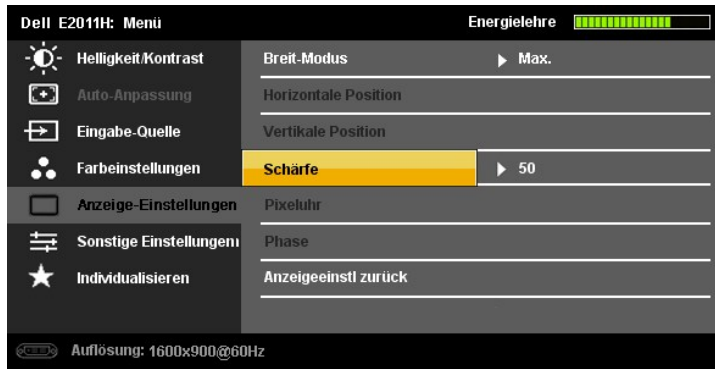 Dell E2011H: Menü Energielehre
Helligkeit/Kontrast Breit-Modus Max.
Auto-Anpassung Horizontale Position
Eingabe-Quelle Vertikale Position
Farbeinstellungen Schärfe 50
Anzeige-Einstellungen Pixeluhr
Sonstige Einstellungen Phase
Individualisieren Anzeigeeinstl zurück
Auflösung: 1600x900@60Hz